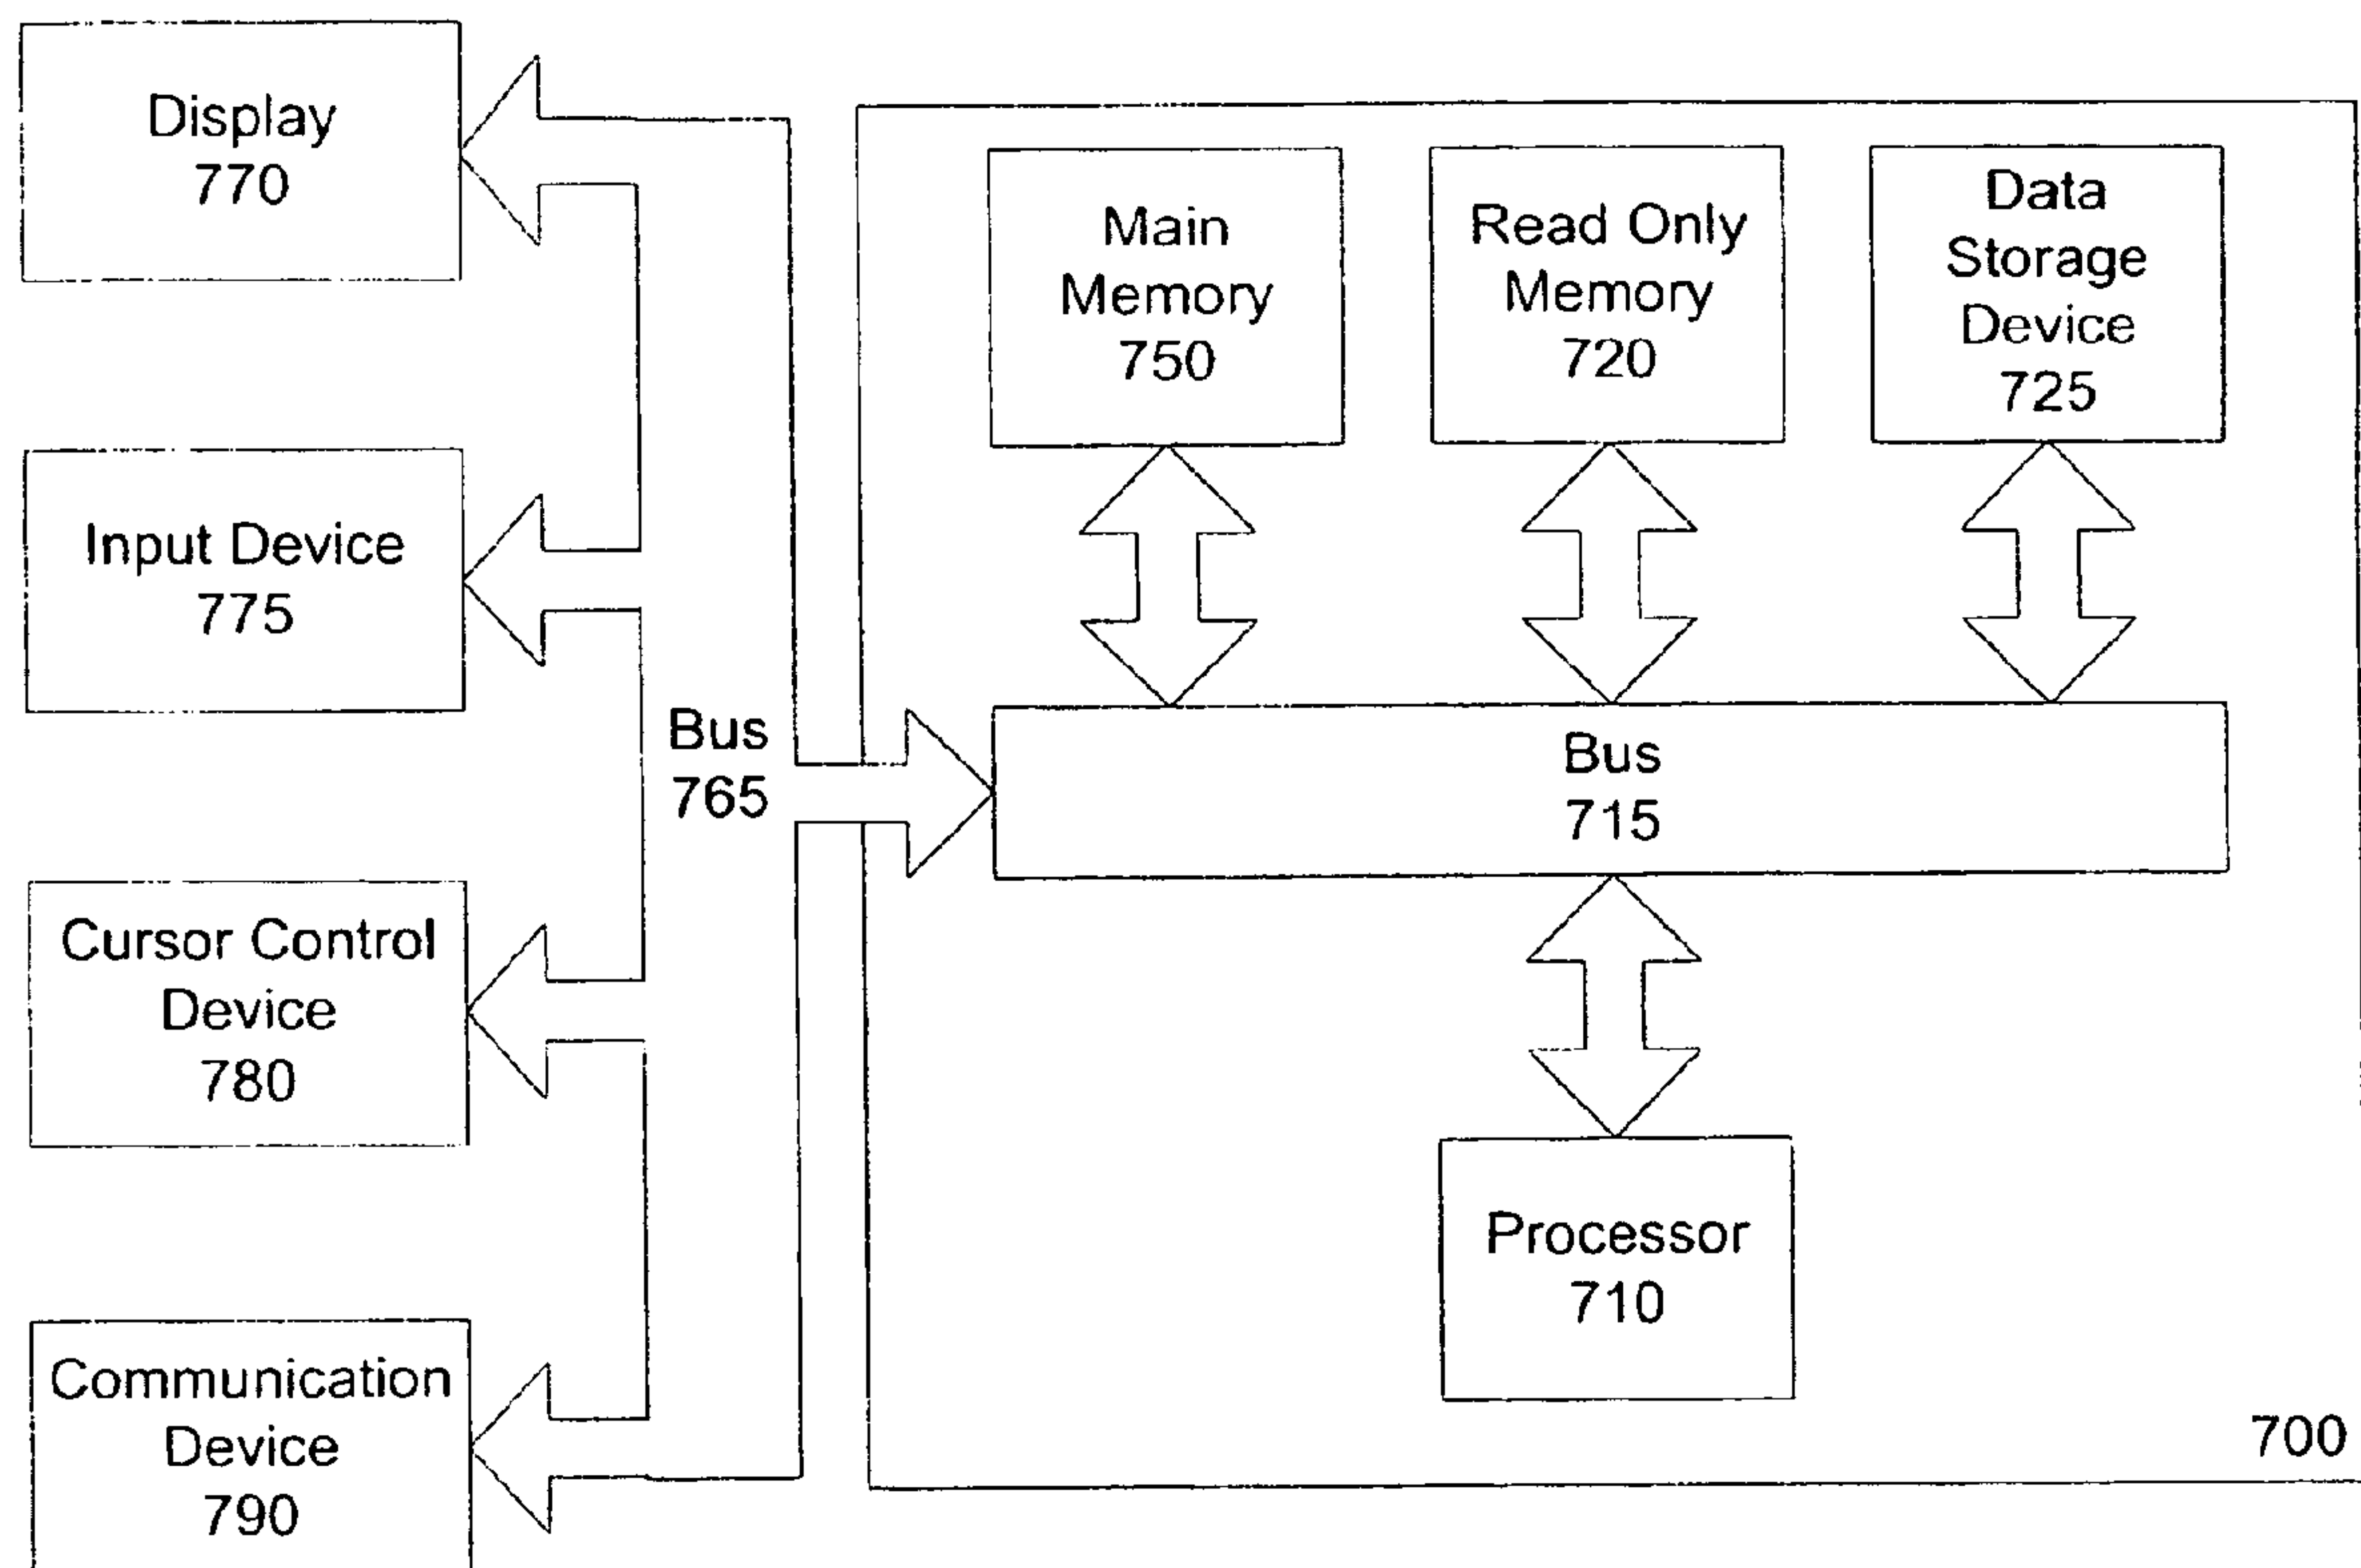 Display
770
Input Device
775
Cursor Control
Device
780
Communication
Device
790
Bus
765
Main
Memory
750
Read Only
Memory
720
Data
Storage
Device
725
Bus
715
Processor
710
700